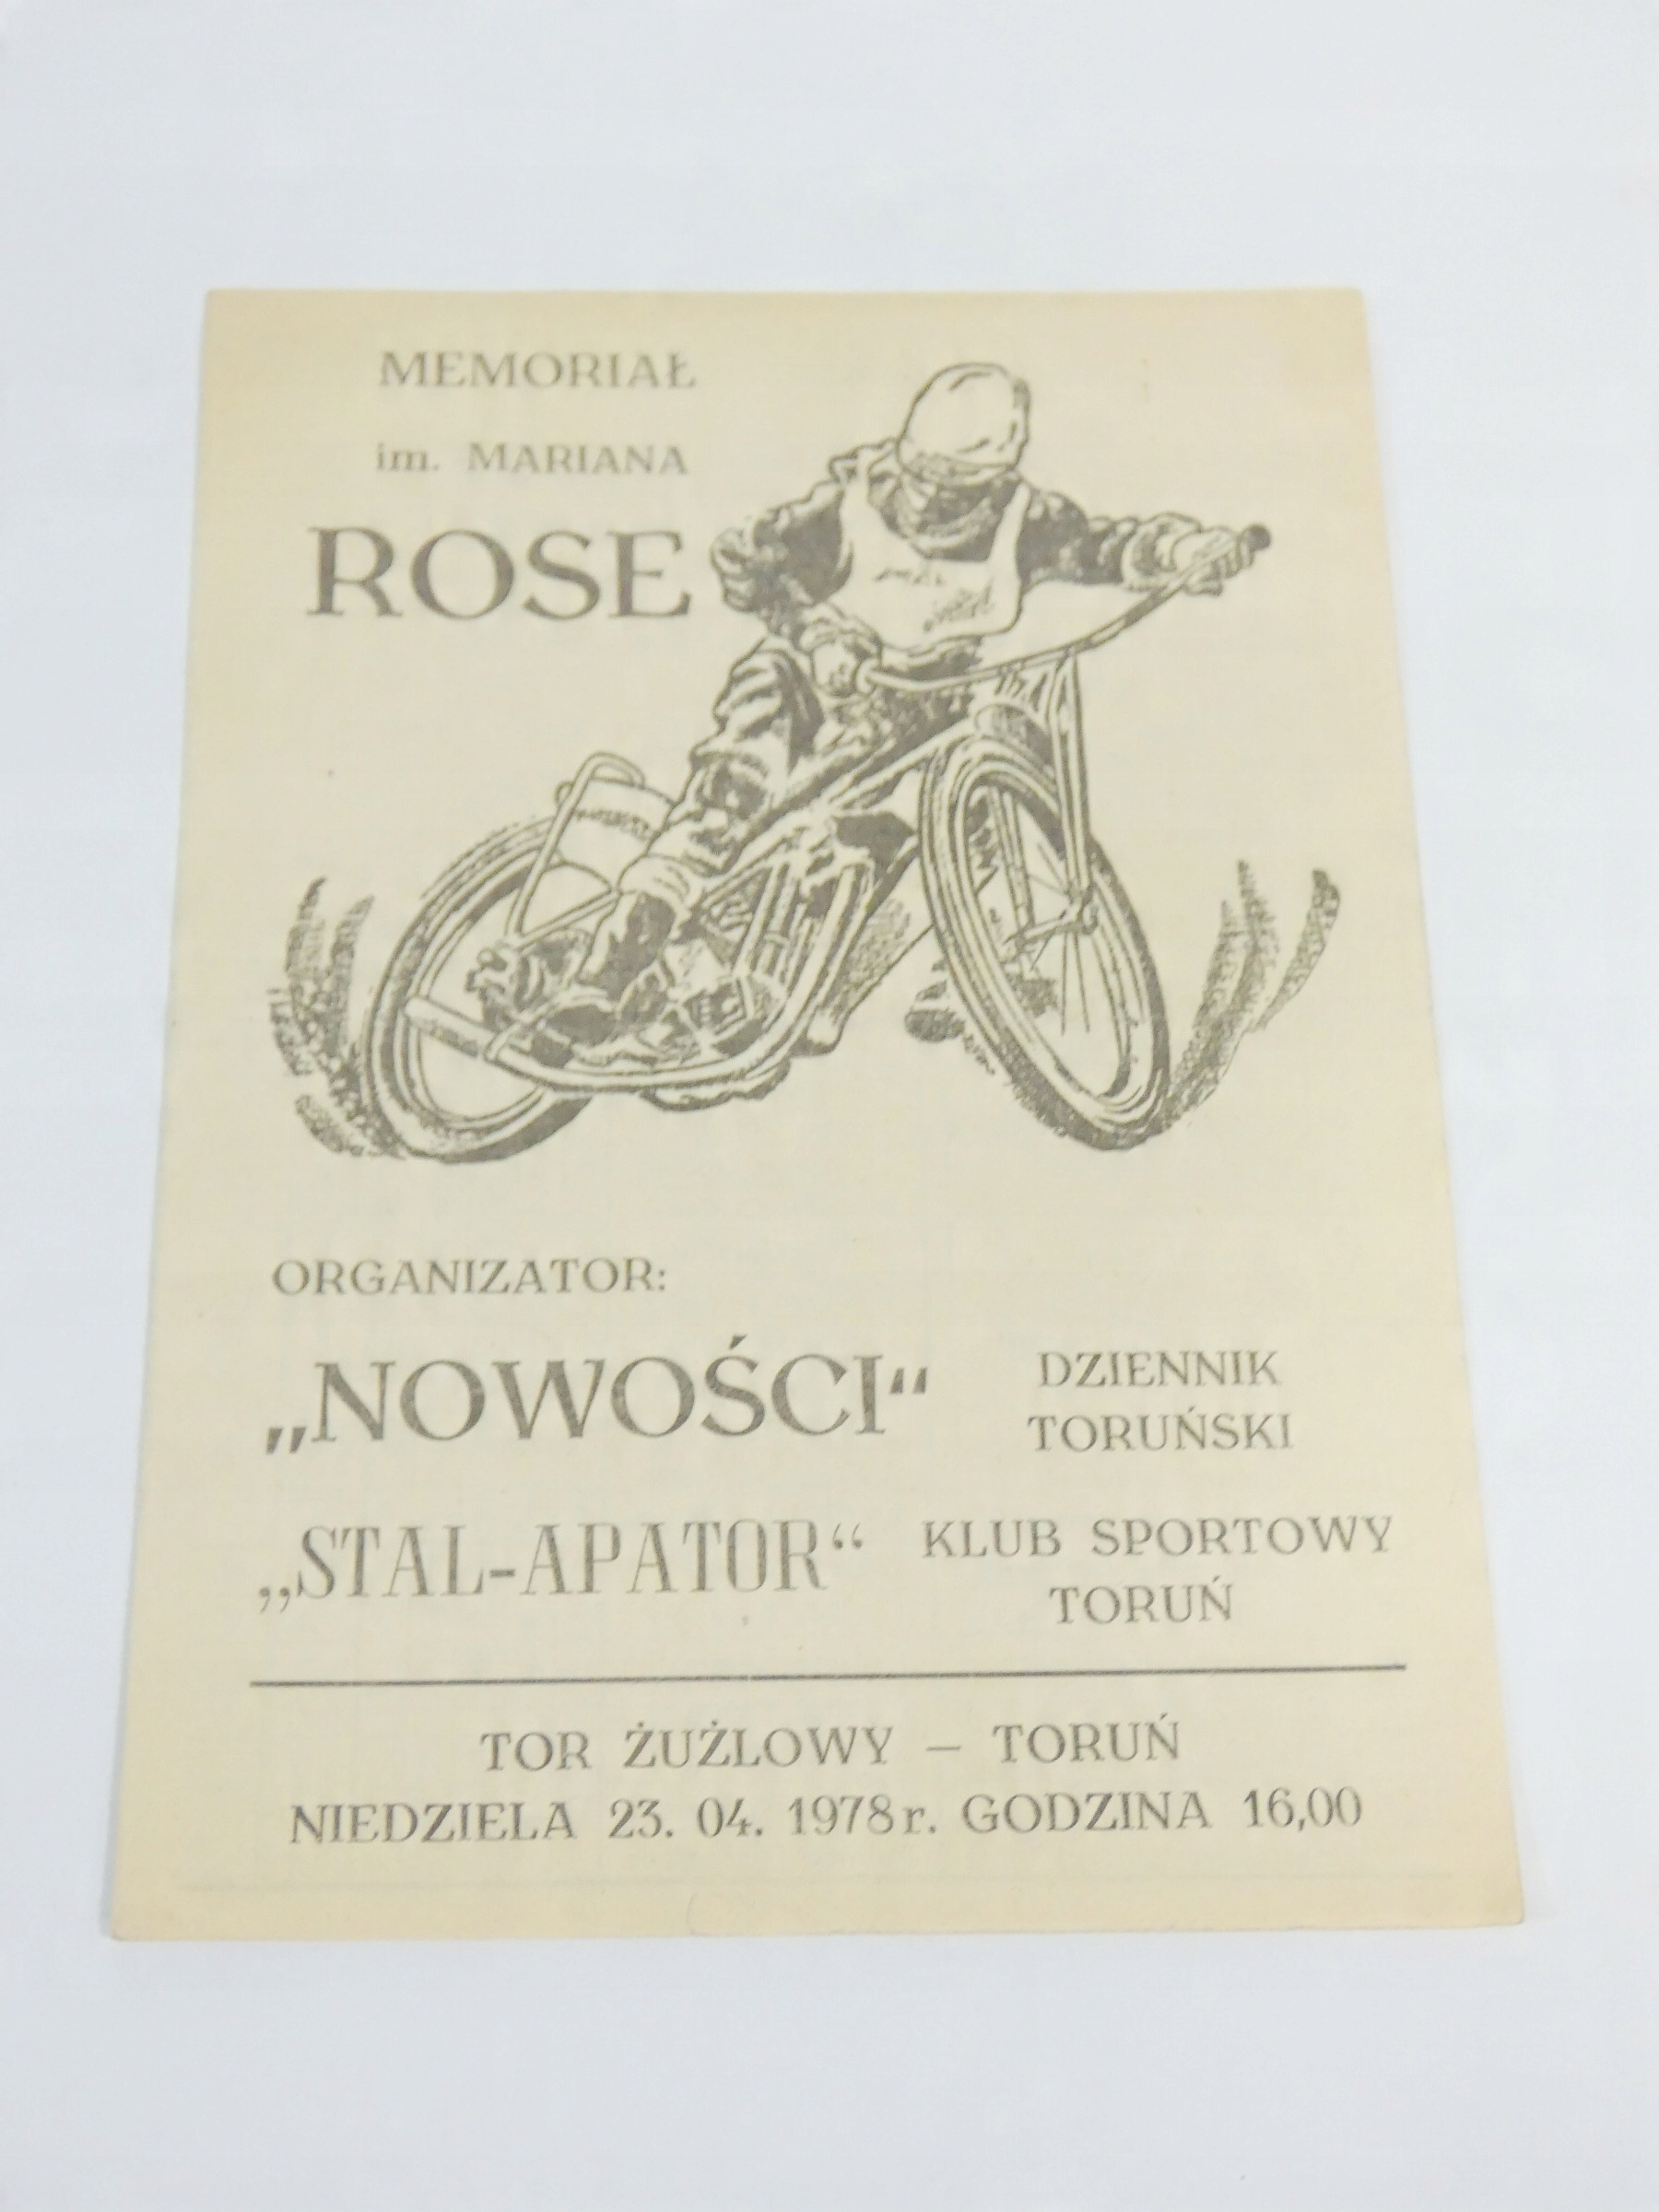 MEMORIAŁ
im. MARIANA
ROSE
ORGANIZATOR:
„NOWOŚCI“ DZIENNIK
TORUŃSKI
„STAL-APATOR“ KLUB SPORTOWY
TORUŃ
TOR ŻUŻLOWY – TORUŃ
NIEDZIELA 23. 04. 1978 r. GODZINA 16,00